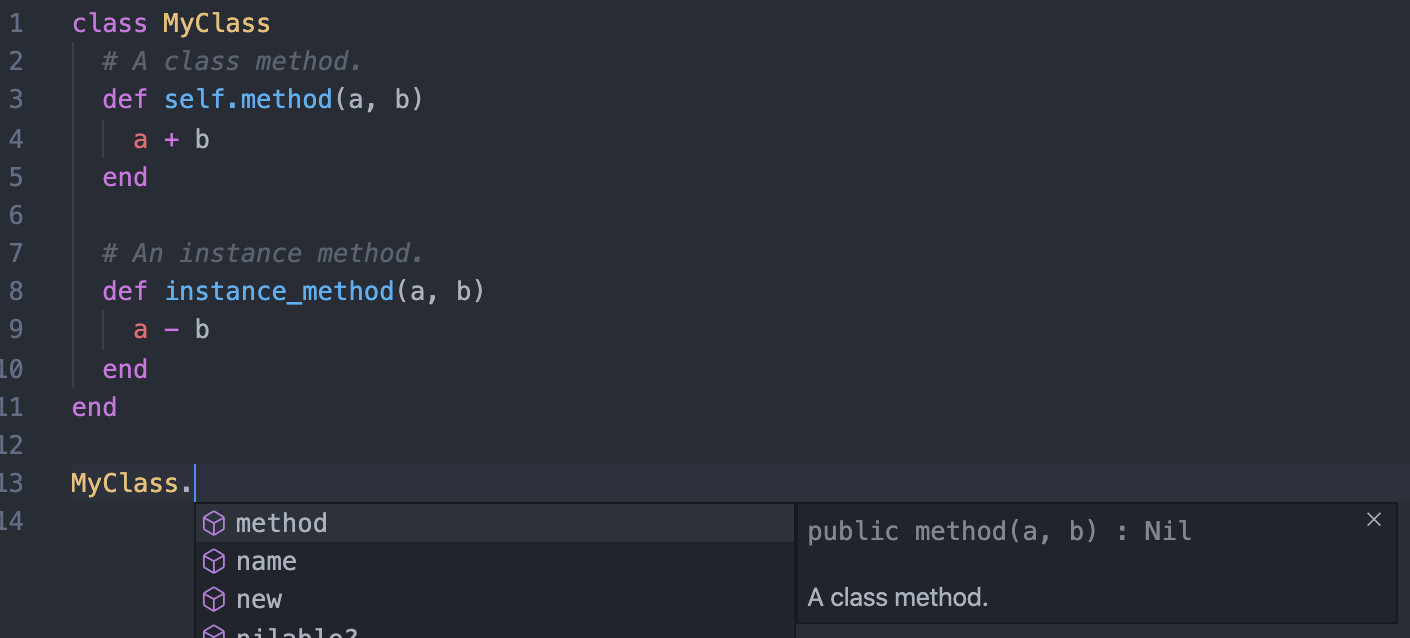 1 class MyClass
2 # A class method.
3 def self.method(a, b)
4 a + b
5 end
6
7 # An instance method.
8 def instance_method(a, b)
9 a - b
10 end
11 end
12
13 MyClass.
14
method
name
new
nilable?
public method(a, b) : Nil
A class method.